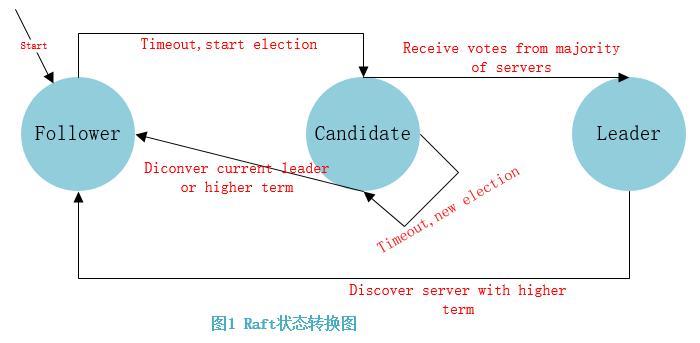 Start
Timeout,start election
Receive votes from majority
of servers
Follower
Candidate
Leader
Diconver current leader
or higher term
Timeout,new election
Discover server with higher
term
图1 Raft状态转换图